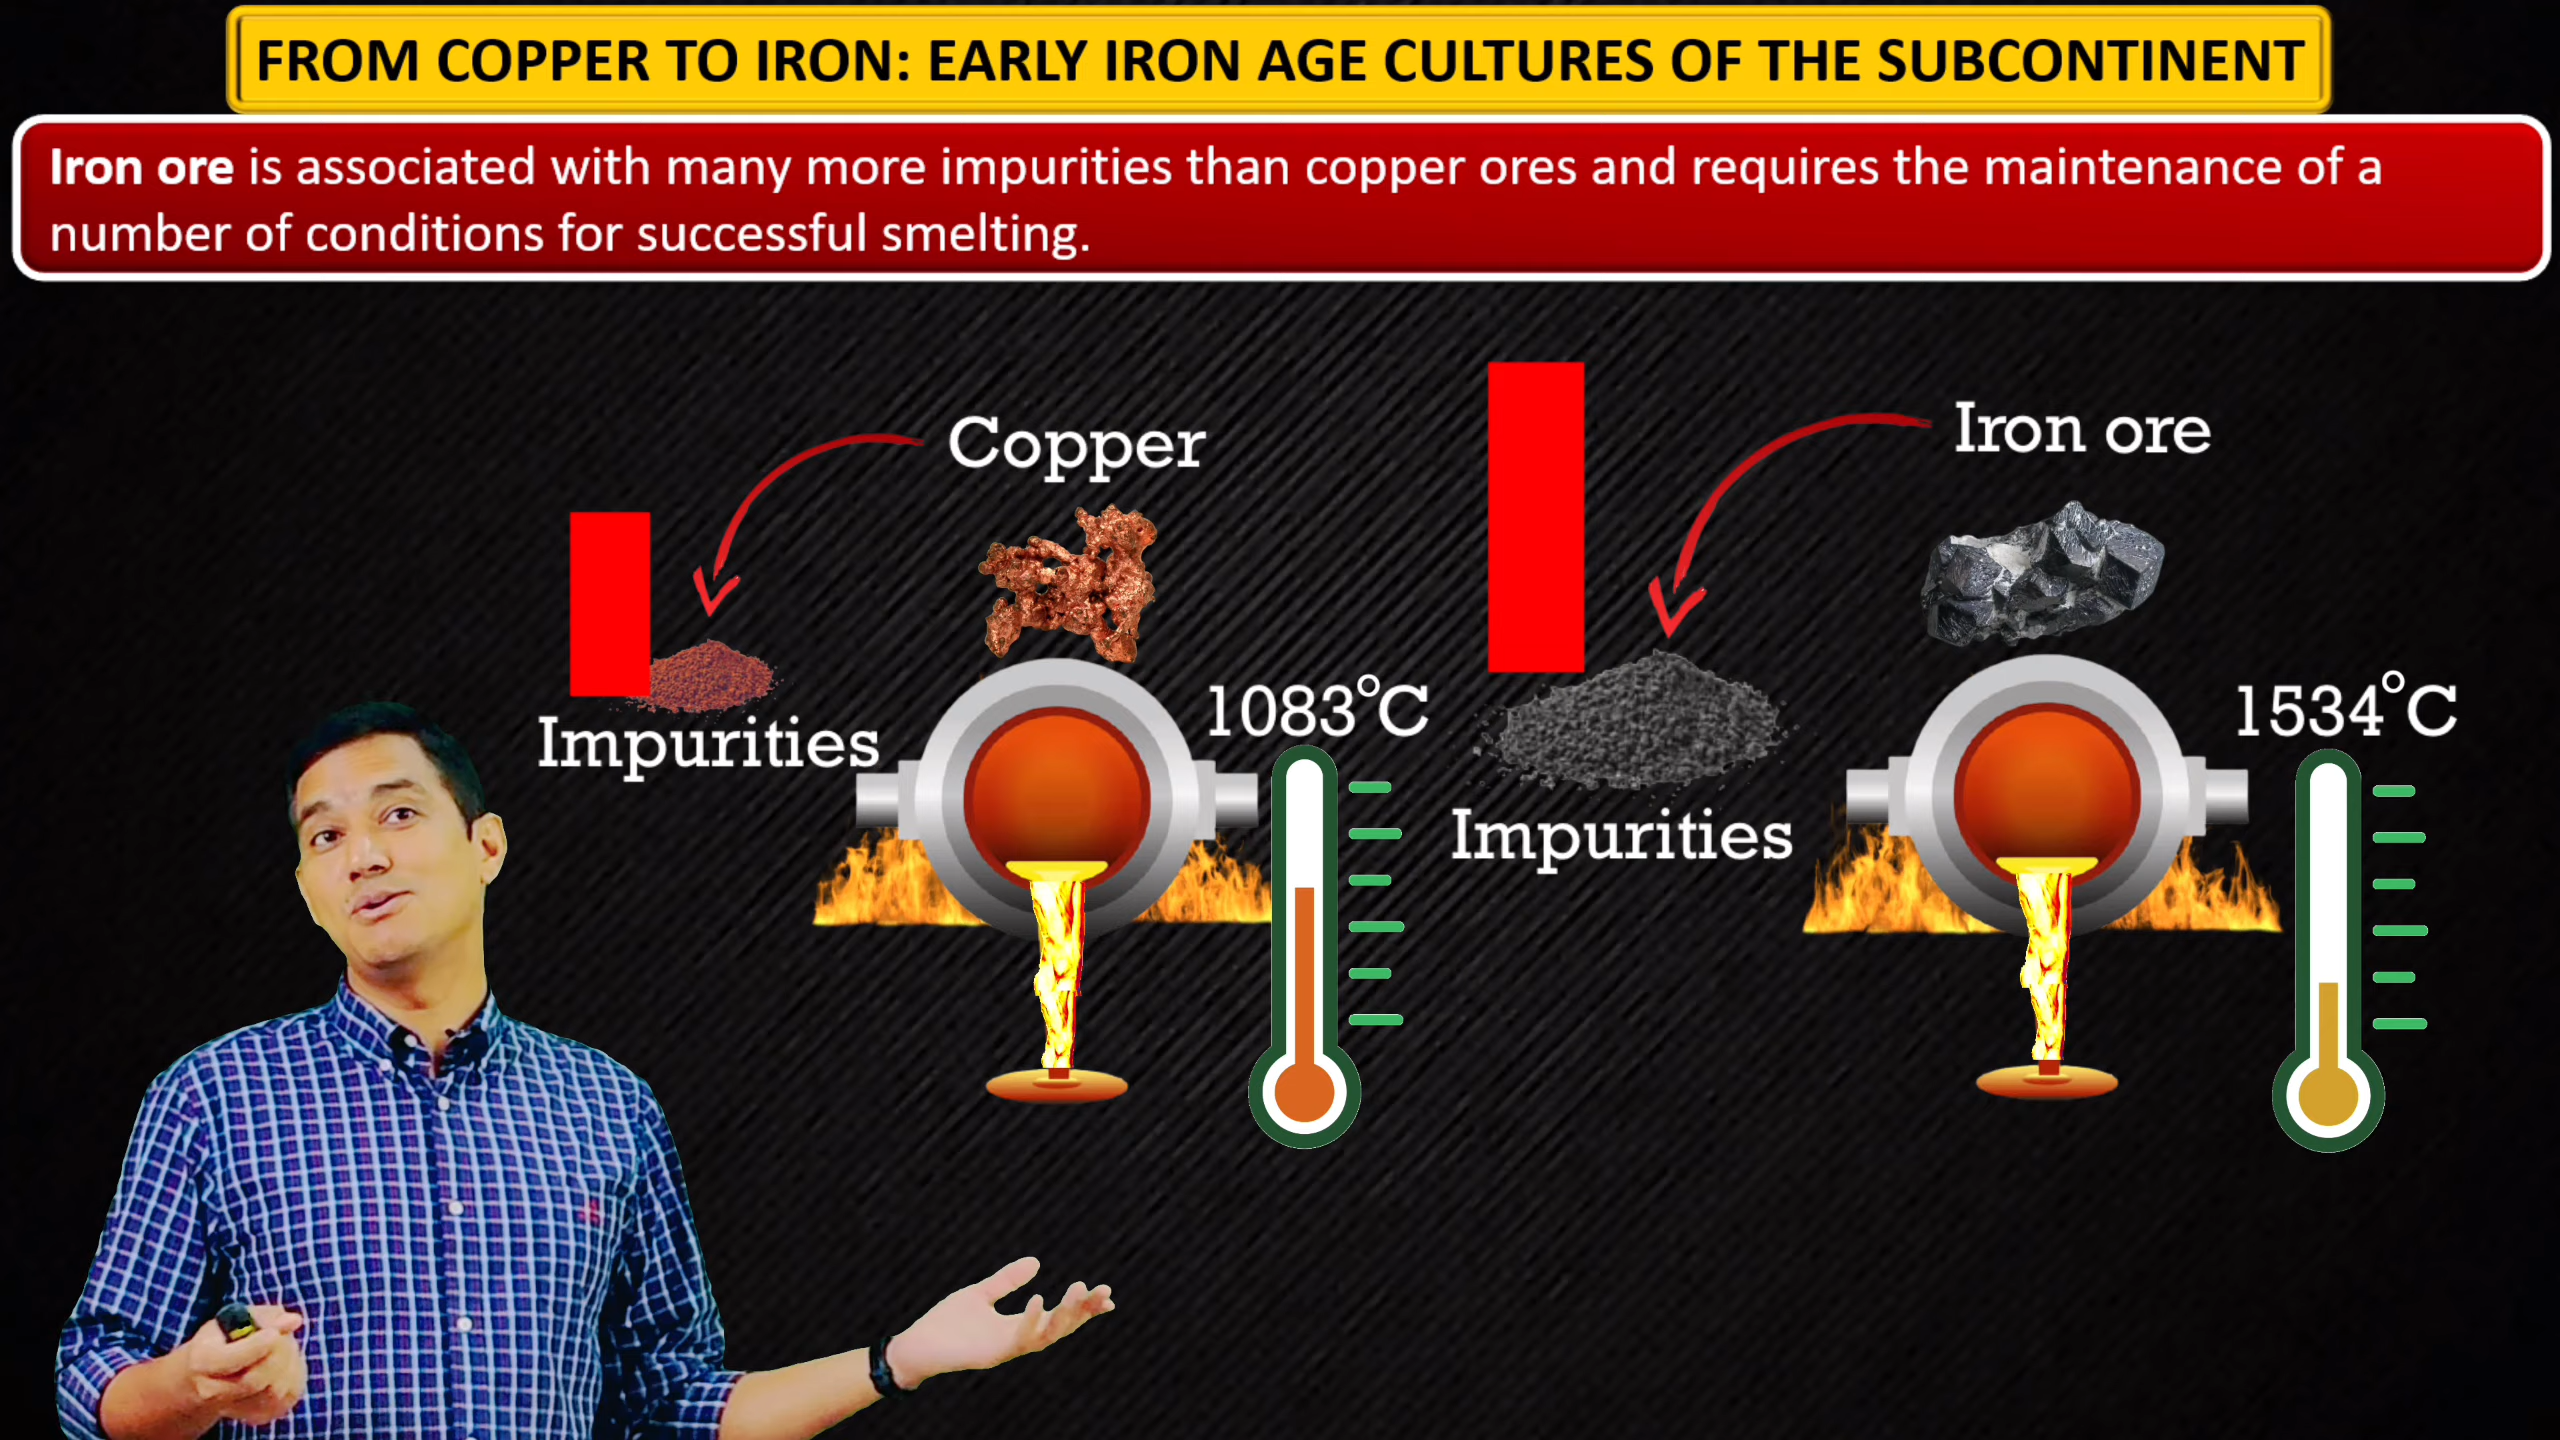 FROM COPPER TO IRON: EARLY IRON AGE CULTURES OF THE SUBCONTINENT
Iron ore is associated with many more impurities than copper ores and requires the maintenance of a
number of conditions for successful smelting.
Copper
Iron ore
Impurities
1083°C
Impurities
1534°C